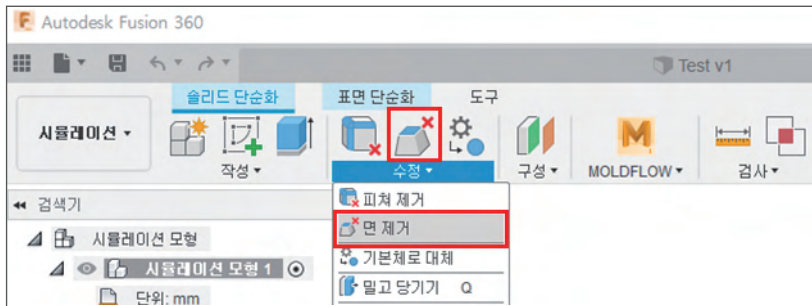 Autodesk Fusion 360
Test v1
솔리드 단순화 표면 단순화 도구
시뮬레이션
작성 수정 구성 MOLDFLOW 검사
검색기
피쳐 제거
면 제거
기본체로 대체
밀고 당기기 Q
시뮬레이션 모형
시뮬레이션 모형 1
단위: mm